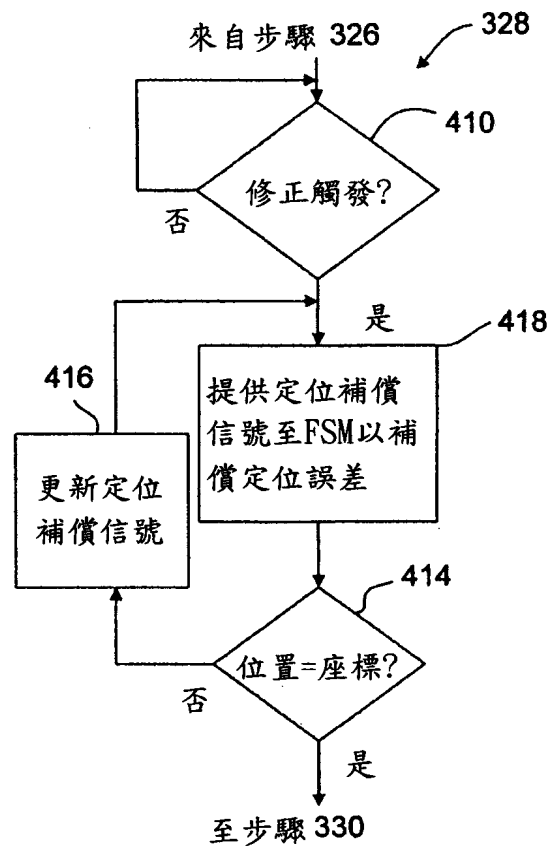 來自步驟 326
328
410
修正觸發?
否
是
418
416
提供定位補償
信號至FSM以補
償定位誤差
更新定位
補償信號
414
位置=座標?
否
是
至步驟 330